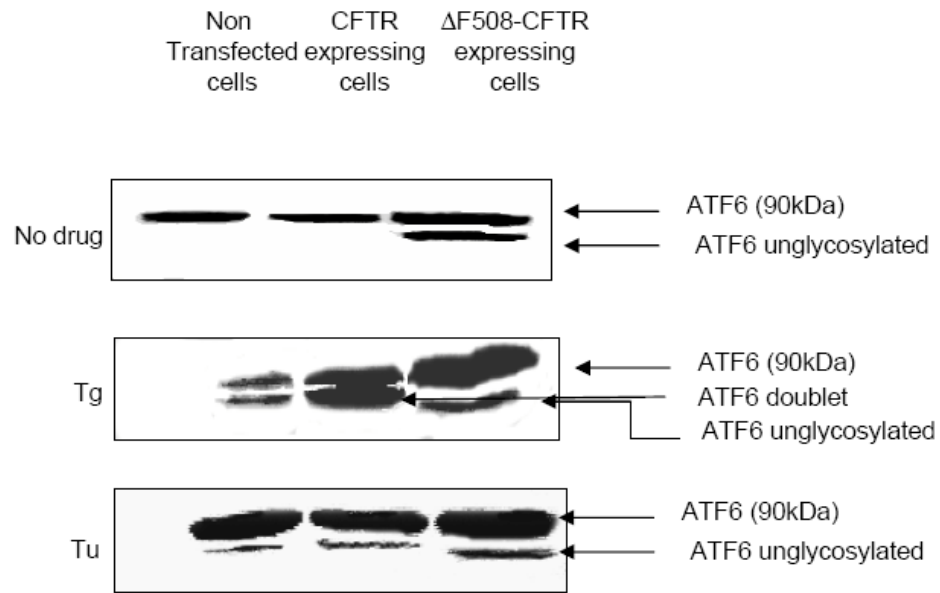 Non Transfected cells
CFTR expressing cells
ΔF508-CFTR expressing cells
No drug
ATF6 (90kDa)
ATF6 unglycosylated
Tg
ATF6 (90kDa)
ATF6 doublet
ATF6 unglycosylated
Tu
ATF6 (90kDa)
ATF6 unglycosylated